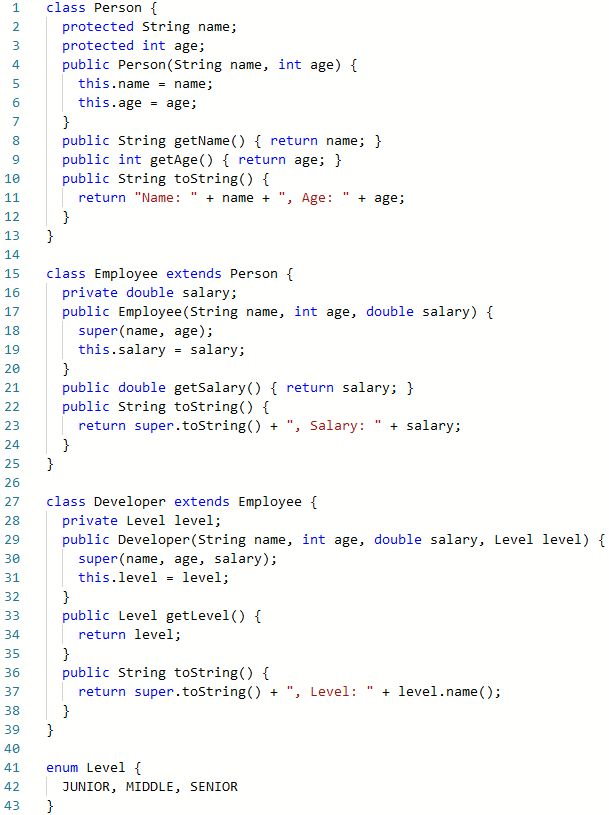 1 class Person {
2   protected String name;
3   protected int age;
4   public Person(String name, int age) {
5     this.name = name;
6     this.age = age;
7   }
8   public String getName() { return name; }
9   public int getAge() { return age; }
10   public String toString() {
11     return "Name: " + name + ", Age: " + age;
12   }
13 }
14
15 class Employee extends Person {
16   private double salary;
17   public Employee(String name, int age, double salary) {
18     super(name, age);
19     this.salary = salary;
20   }
21   public double getSalary() { return salary; }
22   public String toString() {
23     return super.toString() + ", Salary: " + salary;
24   }
25 }
26
27 class Developer extends Employee {
28   private Level level;
29   public Developer(String name, int age, double salary, Level level) {
30     super(name, age, salary);
31     this.level = level;
32   }
33   public Level getLevel() {
34     return level;
35   }
36   public String toString() {
37     return super.toString() + ", Level: " + level.name();
38   }
39 }
40
41 enum Level {
42   JUNIOR, MIDDLE, SENIOR
43 }